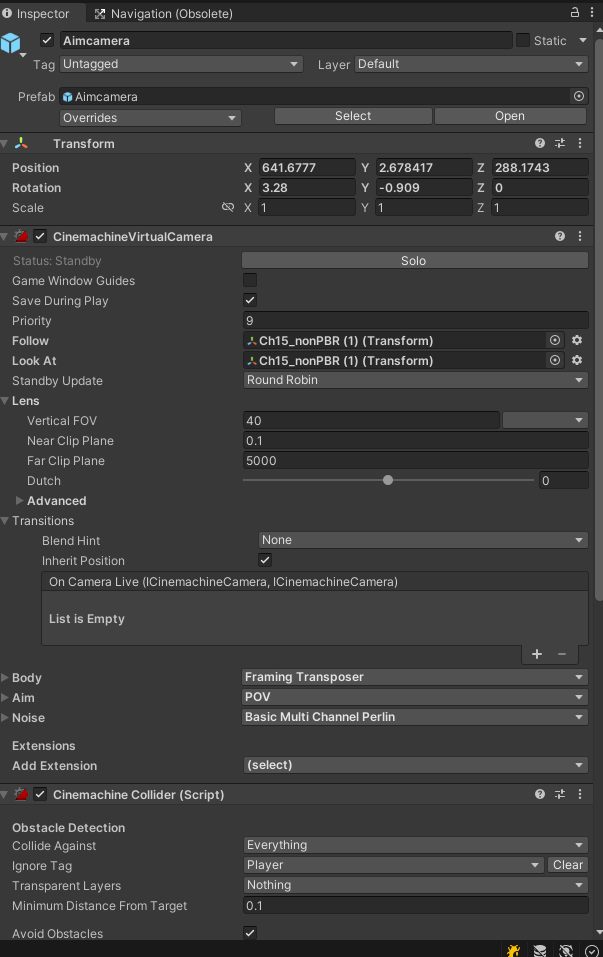 Inspector Navigation (Obsolete)
Aimcamera Static
Tag Untagged Layer Default
Prefab Aimcamera
Overrides Select Open
Transform
Position X 641.6777 Y 2.678417 Z 288.1743
Rotation X 3.28 Y -0.909 Z 0
Scale X 1 Y 1 Z 1
CinemachineVirtualCamera
Status: Standby Solo
Game Window Guides
Save During Play
Priority 9
Follow Ch15_nonPBR (1) (Transform)
Look At Ch15_nonPBR (1) (Transform)
Standby Update Round Robin
Lens
Vertical FOV 40
Near Clip Plane 0.1
Far Clip Plane 5000
Dutch 0
Advanced
Transitions
Blend Hint None
Inherit Position
On Camera Live (ICinemachineCamera, ICinemachineCamera)
List is Empty
+ −
Body Framing Transposer
Aim POV
Noise Basic Multi Channel Perlin
Extensions
Add Extension (select)
Cinemachine Collider (Script)
Obstacle Detection
Collide Against Everything
Ignore Tag Player Clear
Transparent Layers Nothing
Minimum Distance From Target 0.1
Avoid Obstacles